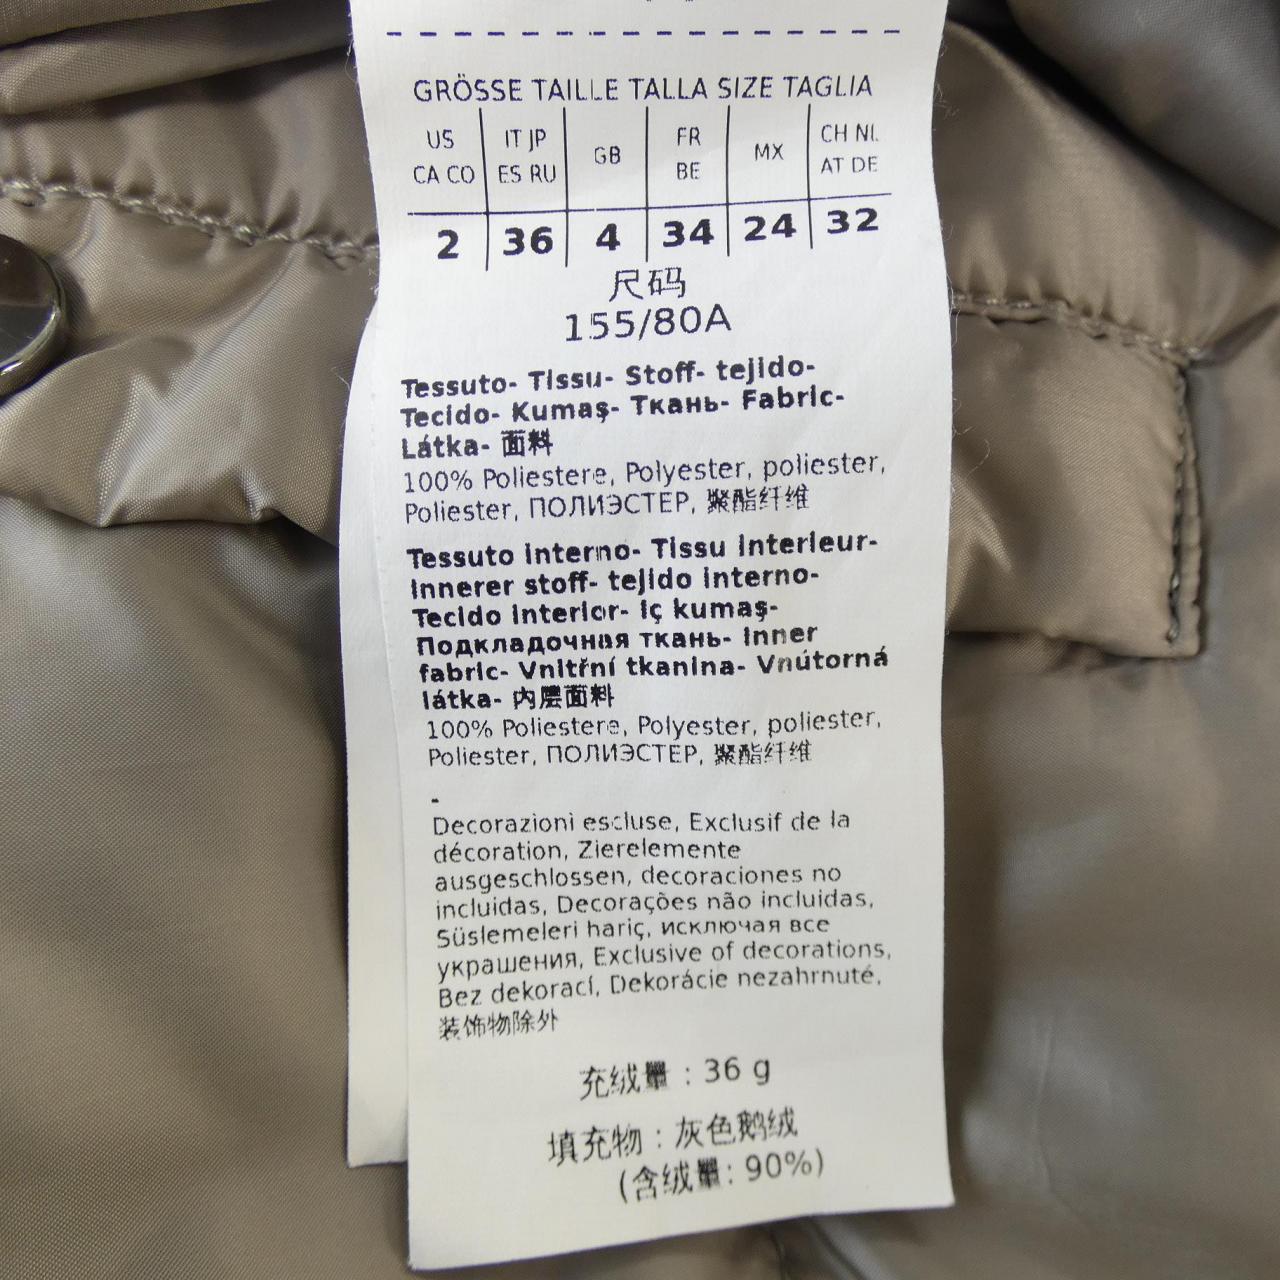 GRÖSSE TAILLE TALLA SIZE TAGLIA
US CA CO | IT JP ES RU | GB | FR BE | MX | CH NL AT DE
2 | 36 | 4 | 34 | 24 | 32
尺码
155/80A
Tessuto- Tissu- Stoff- tejido-
Tecido- Kumaş- Ткань- Fabric-
Látka- 面料
100% Poliestere, Polyester, poliester,
Poliester, ПОЛИЭСТЕР, 聚酯纤维
Tessuto interno- Tissu interieur-
innerer stoff- tejido interno-
Tecido interior- iç kumaş-
Подкладочная ткань- inner
fabric- Vnitřní tkanina- Vnútorná
látka- 内层面料
100% Poliestere, Polyester, poliester,
Poliester, ПОЛИЭСТЕР, 聚酯纤维
-
Decorazioni escluse, Exclusif de la
décoration, Zierelemente
ausgeschlossen, decoraciones no
incluidas, Decorações não incluidas,
Süslemeleri hariç, исключая все
украшения, Exclusive of decorations,
Bez dekorací, Dekorácie nezahrnuté,
装饰物除外
充绒量 : 36 g
填充物 : 灰色鹅绒
(含绒量: 90%)